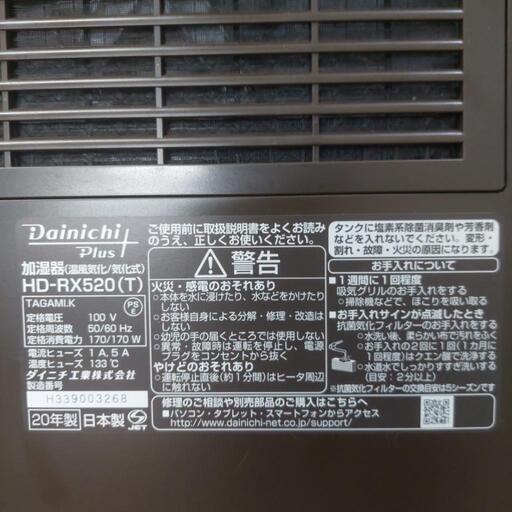 Dainichi Plus
加湿器(温風気化/気化式)
HD-RX520(T)
TAGAMI.K
定格電圧: 100 V
定格周波数: 50/60 Hz
定格消費電力: 170/170 W
電流ヒューズ: 1 A, 5 A
温度ヒューズ: 133℃
ダイニチ工業株式会社
製造番号
H339003268
20年製 日本製 JET
PS E
ご使用前に取扱説明書をよくお読み
のうえ、正しくお使いください。
警告
火災・感電のおそれあり
●本体を水に浸けたり、水などをかけたり
しない
●お客様自身による分解・修理・改造は
しない
●幼児の手の届くところでは使用しない
●異常・故障時は運転を停止し、電源
プラグをコンセントから抜く
やけどのおそれあり
●運転停止直後(約1分間)はヒータ周辺
にふれない
修理のご相談や別売部品のご購入はこちらへ
■パソコン・タブレット・スマートフォンからアクセス
http://www.dainichi-net.co.jp/support/
タンクに塩素系除菌消臭剤や芳香剤
などを入れないでください。変形・
割れ・故障・火災の原因になります。
お手入れについて
■1週間に1回程度
吸気グリルのお手入れをする
●掃除機などで、ほこりを吸い取る
■お手入れサインが点滅したとき
抗菌気化フィルターのお手入れをする
●水洗い後、柔らかい布で汚れをふく
●お手入れの2回に1回(1カ月に
1回程度)はクエン酸で洗浄する
●水道水でしっかりすすぎ洗いする
(目安:2分以上)
※抗菌気化フィルターの交換目安は5シーズンです